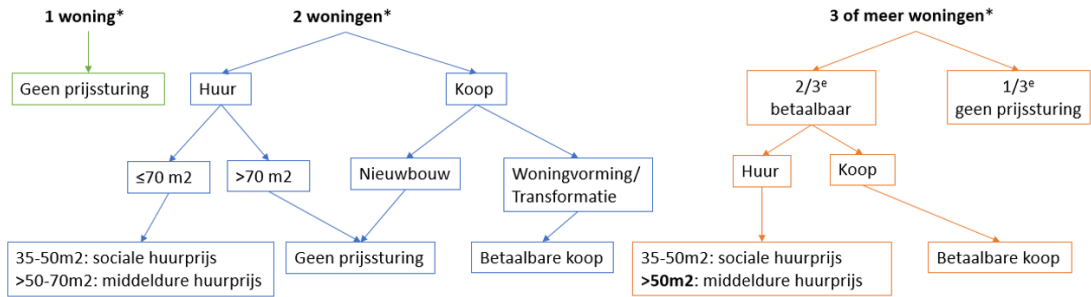 1 woning*
2 woningen*
3 of meer woningen*
Geen prijssturing
Huur
Koop
2/3ᵉ
betaalbaar
1/3ᵉ
geen prijssturing
≤70 m2
>70 m2
Nieuwbouw
Woningvorming/
Transformatie
Huur
Koop
35-50m2: sociale huurprijs
>50-70m2: middeldure huurprijs
Geen prijssturing
Betaalbare koop
35-50m2: sociale huurprijs
>50m2: middeldure huurprijs
Betaalbare koop